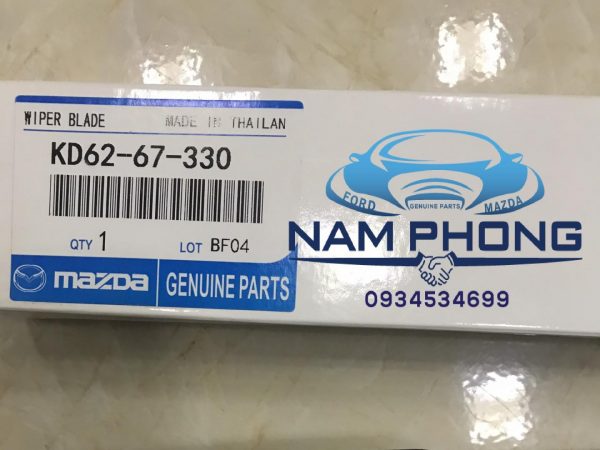 WIPER BLADE MADE IN THAILAN
KD62-67-330
QTY 1 LOT BF04
mazda GENUINE PARTS
FORD GENUINE PARTS MAZDA
NAM PHONG
0934534699